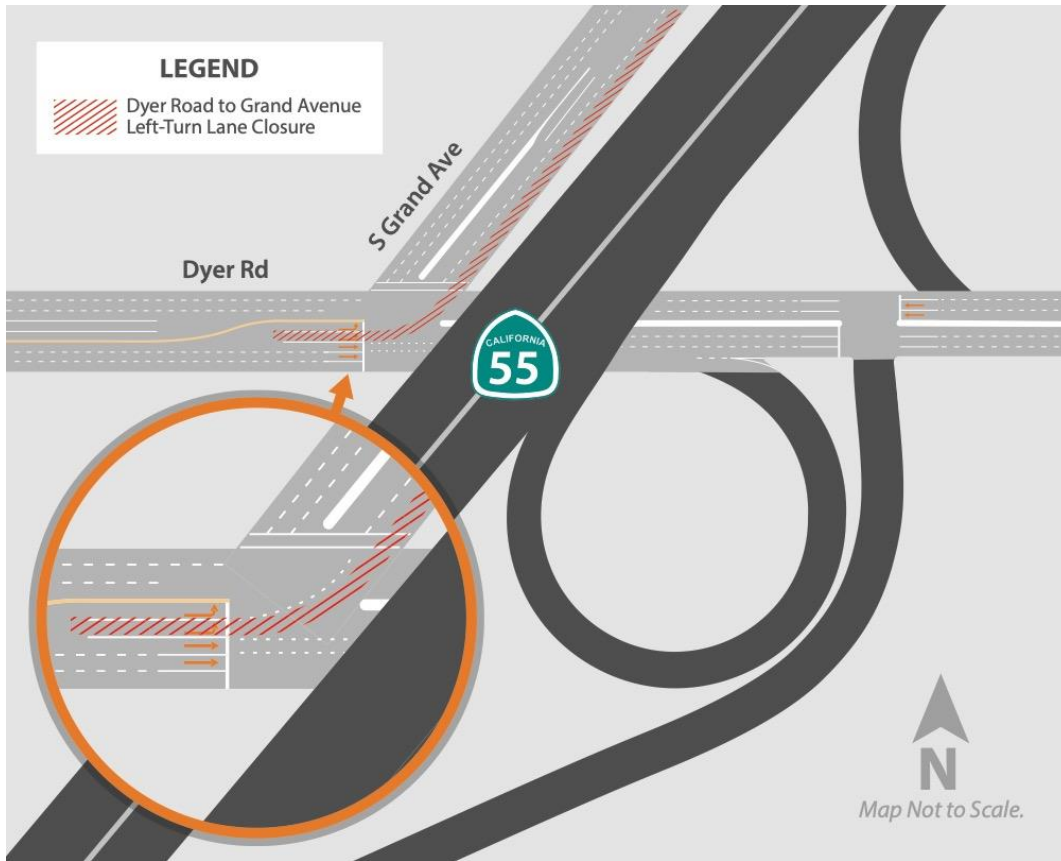 LEGEND
Dyer Road to Grand Avenue
Left-Turn Lane Closure
S Grand Ave
Dyer Rd
CALIFORNIA
55
N
Map Not to Scale.